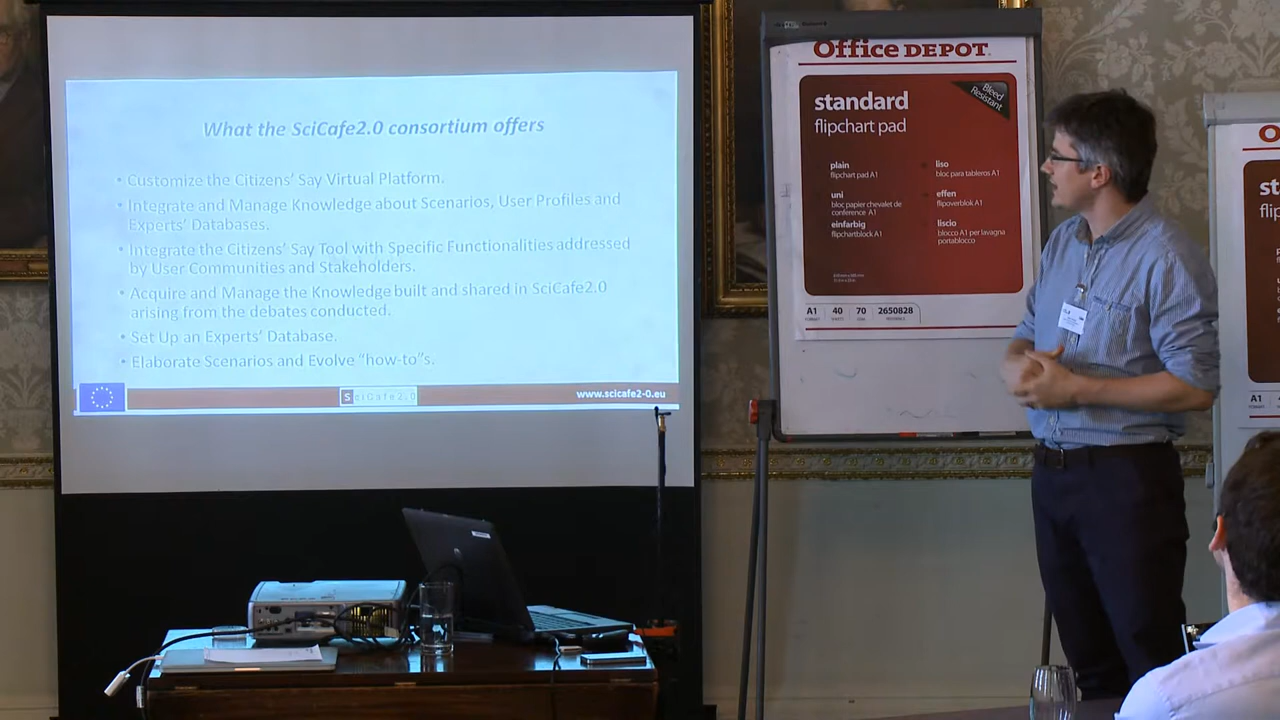 What the SciCafe2.0 consortium offers
• Customize the Citizens' Say Virtual Platform.
• Integrate and Manage Knowledge about Scenarios, User Profiles and
Experts' Databases.
• Integrate the Citizens' Say Tool with Specific Functionalities addressed
by User Communities and Stakeholders.
• Acquire and Manage the Knowledge built and shared in SciCafe2.0
arising from the debates conducted.
• Set Up an Experts' Database.
• Elaborate Scenarios and Evolve "how-to"s.
SciCafe2.0
www.scicafe2-0.eu
Office DEPOT
Bleed
Resistant
standard
flipchart pad
plain
flipchart pad A1
uni
bloc papier chevalet de
conference A1
einfarbig
flipchartblock A1
liso
bloc para tableros A1
effen
flipoverblok A1
liscio
blocco A1 per lavagna
portablocco
A1
40
70
2650828
st
flip
A1